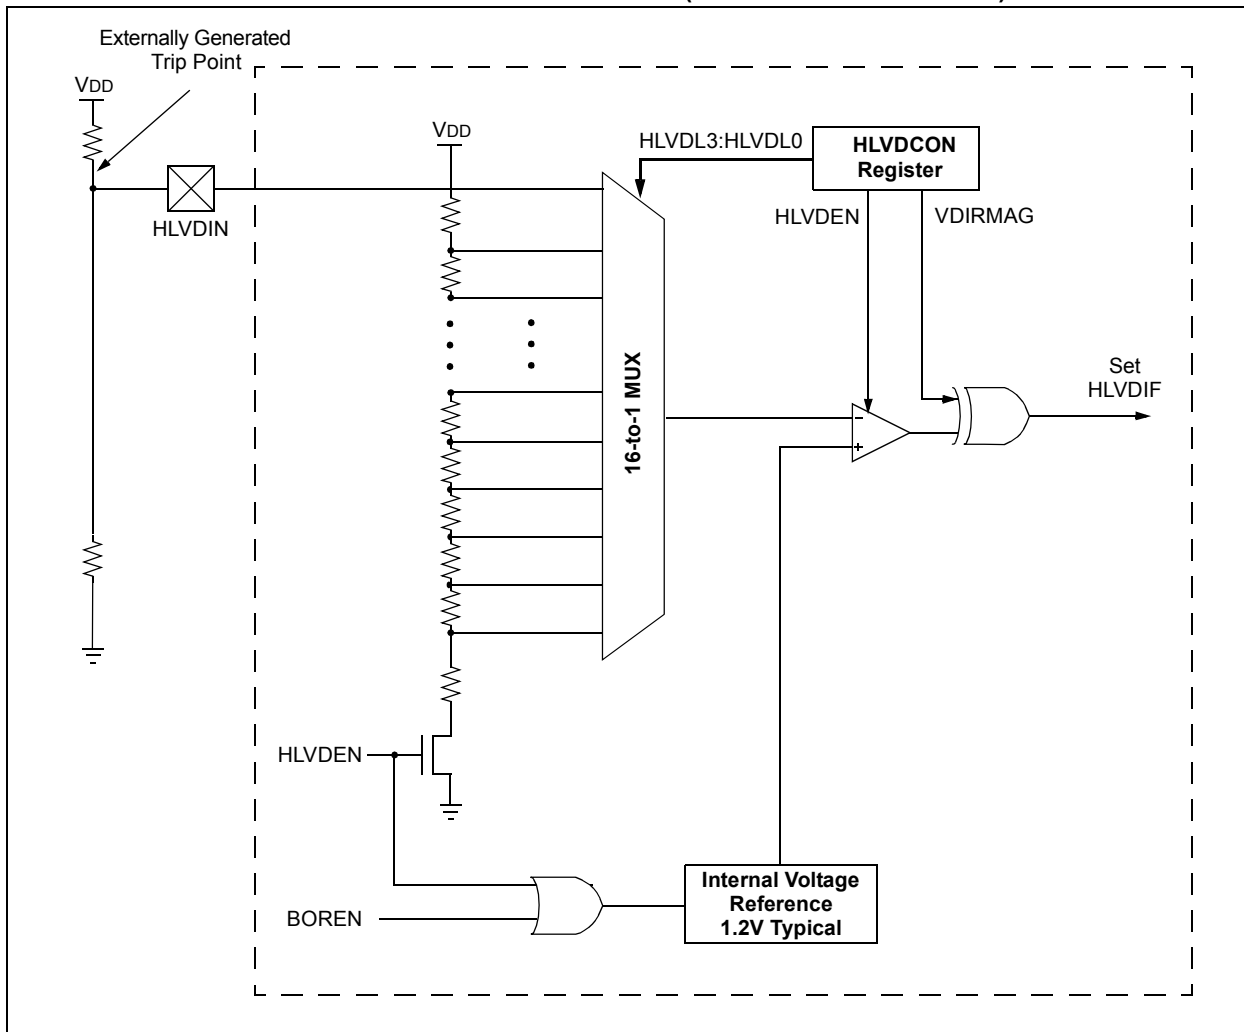 Externally Generated
Trip Point
VDD
VDD
HLVDL3:HLVDL0
HLVDCON
Register
HLVDEN
VDIRMAG
HLVDIN
16-to-1 MUX
Set
HLVDIF
–
+
HLVDEN
BOREN
Internal Voltage
Reference
1.2V Typical